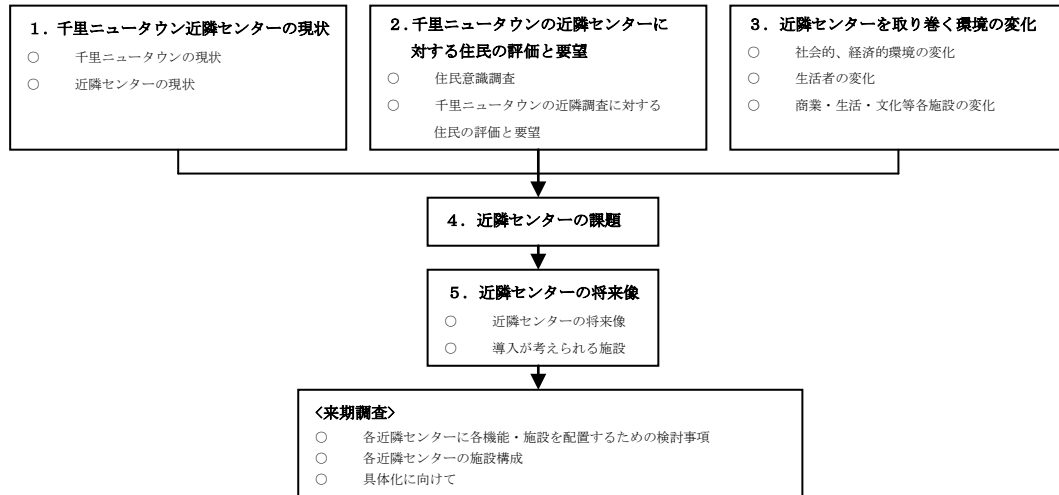 １．千里ニュータウン近隣センターの現状
○ 千里ニュータウンの現状
○ 近隣センターの現状
２．千里ニュータウンの近隣センターに
対する住民の評価と要望
○ 住民意識調査
○ 千里ニュータウンの近隣調査に対する
住民の評価と要望
３．近隣センターを取り巻く環境の変化
○ 社会的、経済的環境の変化
○ 生活者の変化
○ 商業・生活・文化等各施設の変化
４．近隣センターの課題
５．近隣センターの将来像
○ 近隣センターの将来像
○ 導入が考えられる施設
<来期調査>
○ 各近隣センターに各機能・施設を配置するための検討事項
○ 各近隣センターの施設構成
○ 具体化に向けて